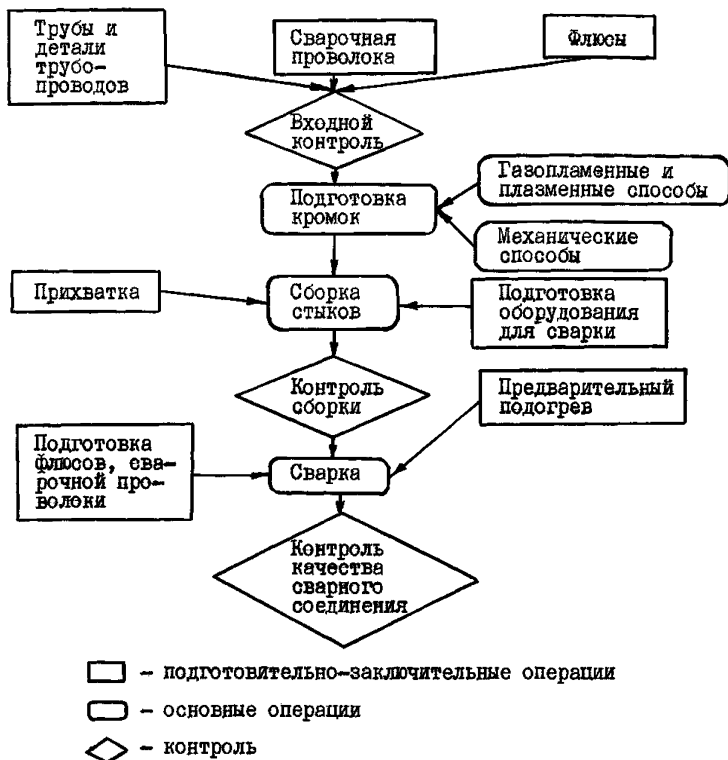 Трубы и
детали
трубо-
проводов
Сварочная
проволока
Флюсы
Входной
контроль
Подготовка
кромок
Газопламенные и
плазменные способы
Механические
способы
Прихватка
Сборка
стыков
Подготовка
оборудования
для сварки
Контроль
сборки
Предварительный
подогрев
Подготовка
флюсов, сва-
рочной про-
волоки
Сварка
Контроль
качества
сварного
соединения
– подготовительно-заключительные операции
– основные операции
– контроль